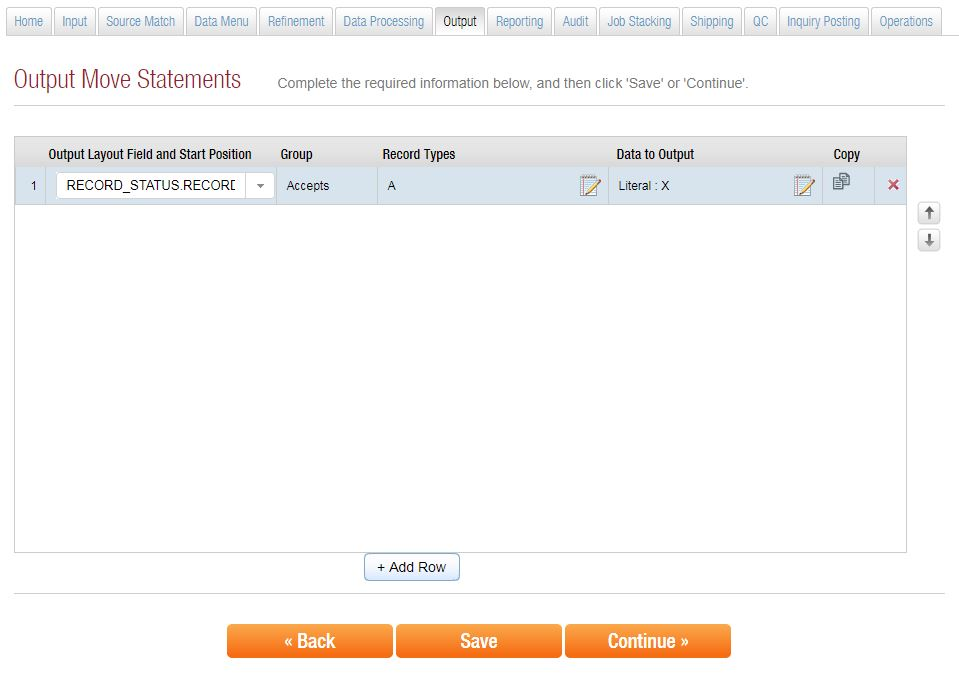 Home Input Source Match Data Menu Refinement Data Processing Output Reporting Audit Job Stacking Shipping QC Inquiry Posting Operations
Output Move Statements Complete the required information below, and then click 'Save' or 'Continue'.
Output Layout Field and Start Position Group Record Types Data to Output Copy
1 RECORD_STATUS.RECORD Accepts A Literal : X
+ Add Row
« Back Save Continue »